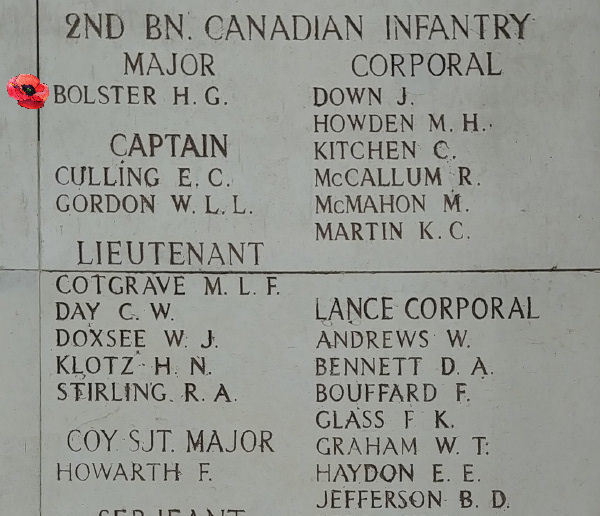 2ND BN. CANADIAN INFANTRY
MAJOR
BOLSTER H. G.
CAPTAIN
CULLING E. C.
GORDON W. L. L.
LIEUTENANT
COTGRAVE M. L. F.
DAY C. W.
DOXSEE W. J.
KLOTZ H. N.
STIRLING. R. A.
COY SJT. MAJOR
HOWARTH F.
SERJEANT
CORPORAL
DOWN J.
HOWDEN M. H.
KITCHEN C.
McCALLUM R.
McMAHON M.
MARTIN K. C.
LANCE CORPORAL
ANDREWS W.
BENNETT D. A.
BOUFFARD F.
GLASS F K.
GRAHAM W. T.
HAYDON E. E.
JEFFERSON B. D.